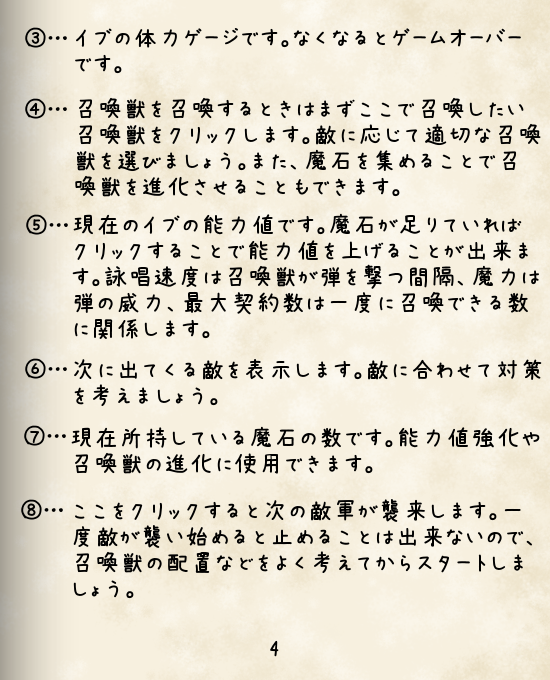 ③…イブの体力ゲージです。なくなるとゲームオーバー
です。
④…召喚獣を召喚するときはまずここで召喚したい
召喚獣をクリックします。敵に応じて適切な召喚
獣を選びましょう。また、魔石を集めることで召
喚獣を進化させることもできます。
⑤…現在のイブの能力値です。魔石が足りていれば
クリックすることで能力値を上げることが出来ま
す。詠唱速度は召喚獣が弾を撃つ間隔、魔力は
弾の威力、最大契約数は一度に召喚できる数
に関係します。
⑥…次に出てくる敵を表示します。敵に合わせて対策
を考えましょう。
⑦…現在所持している魔石の数です。能力値強化や
召喚獣の進化に使用できます。
⑧…ここをクリックすると次の敵軍が襲来します。一
度敵が襲い始めると止めることは出来ないので、
召喚獣の配置などをよく考えてからスタートしま
しょう。
4